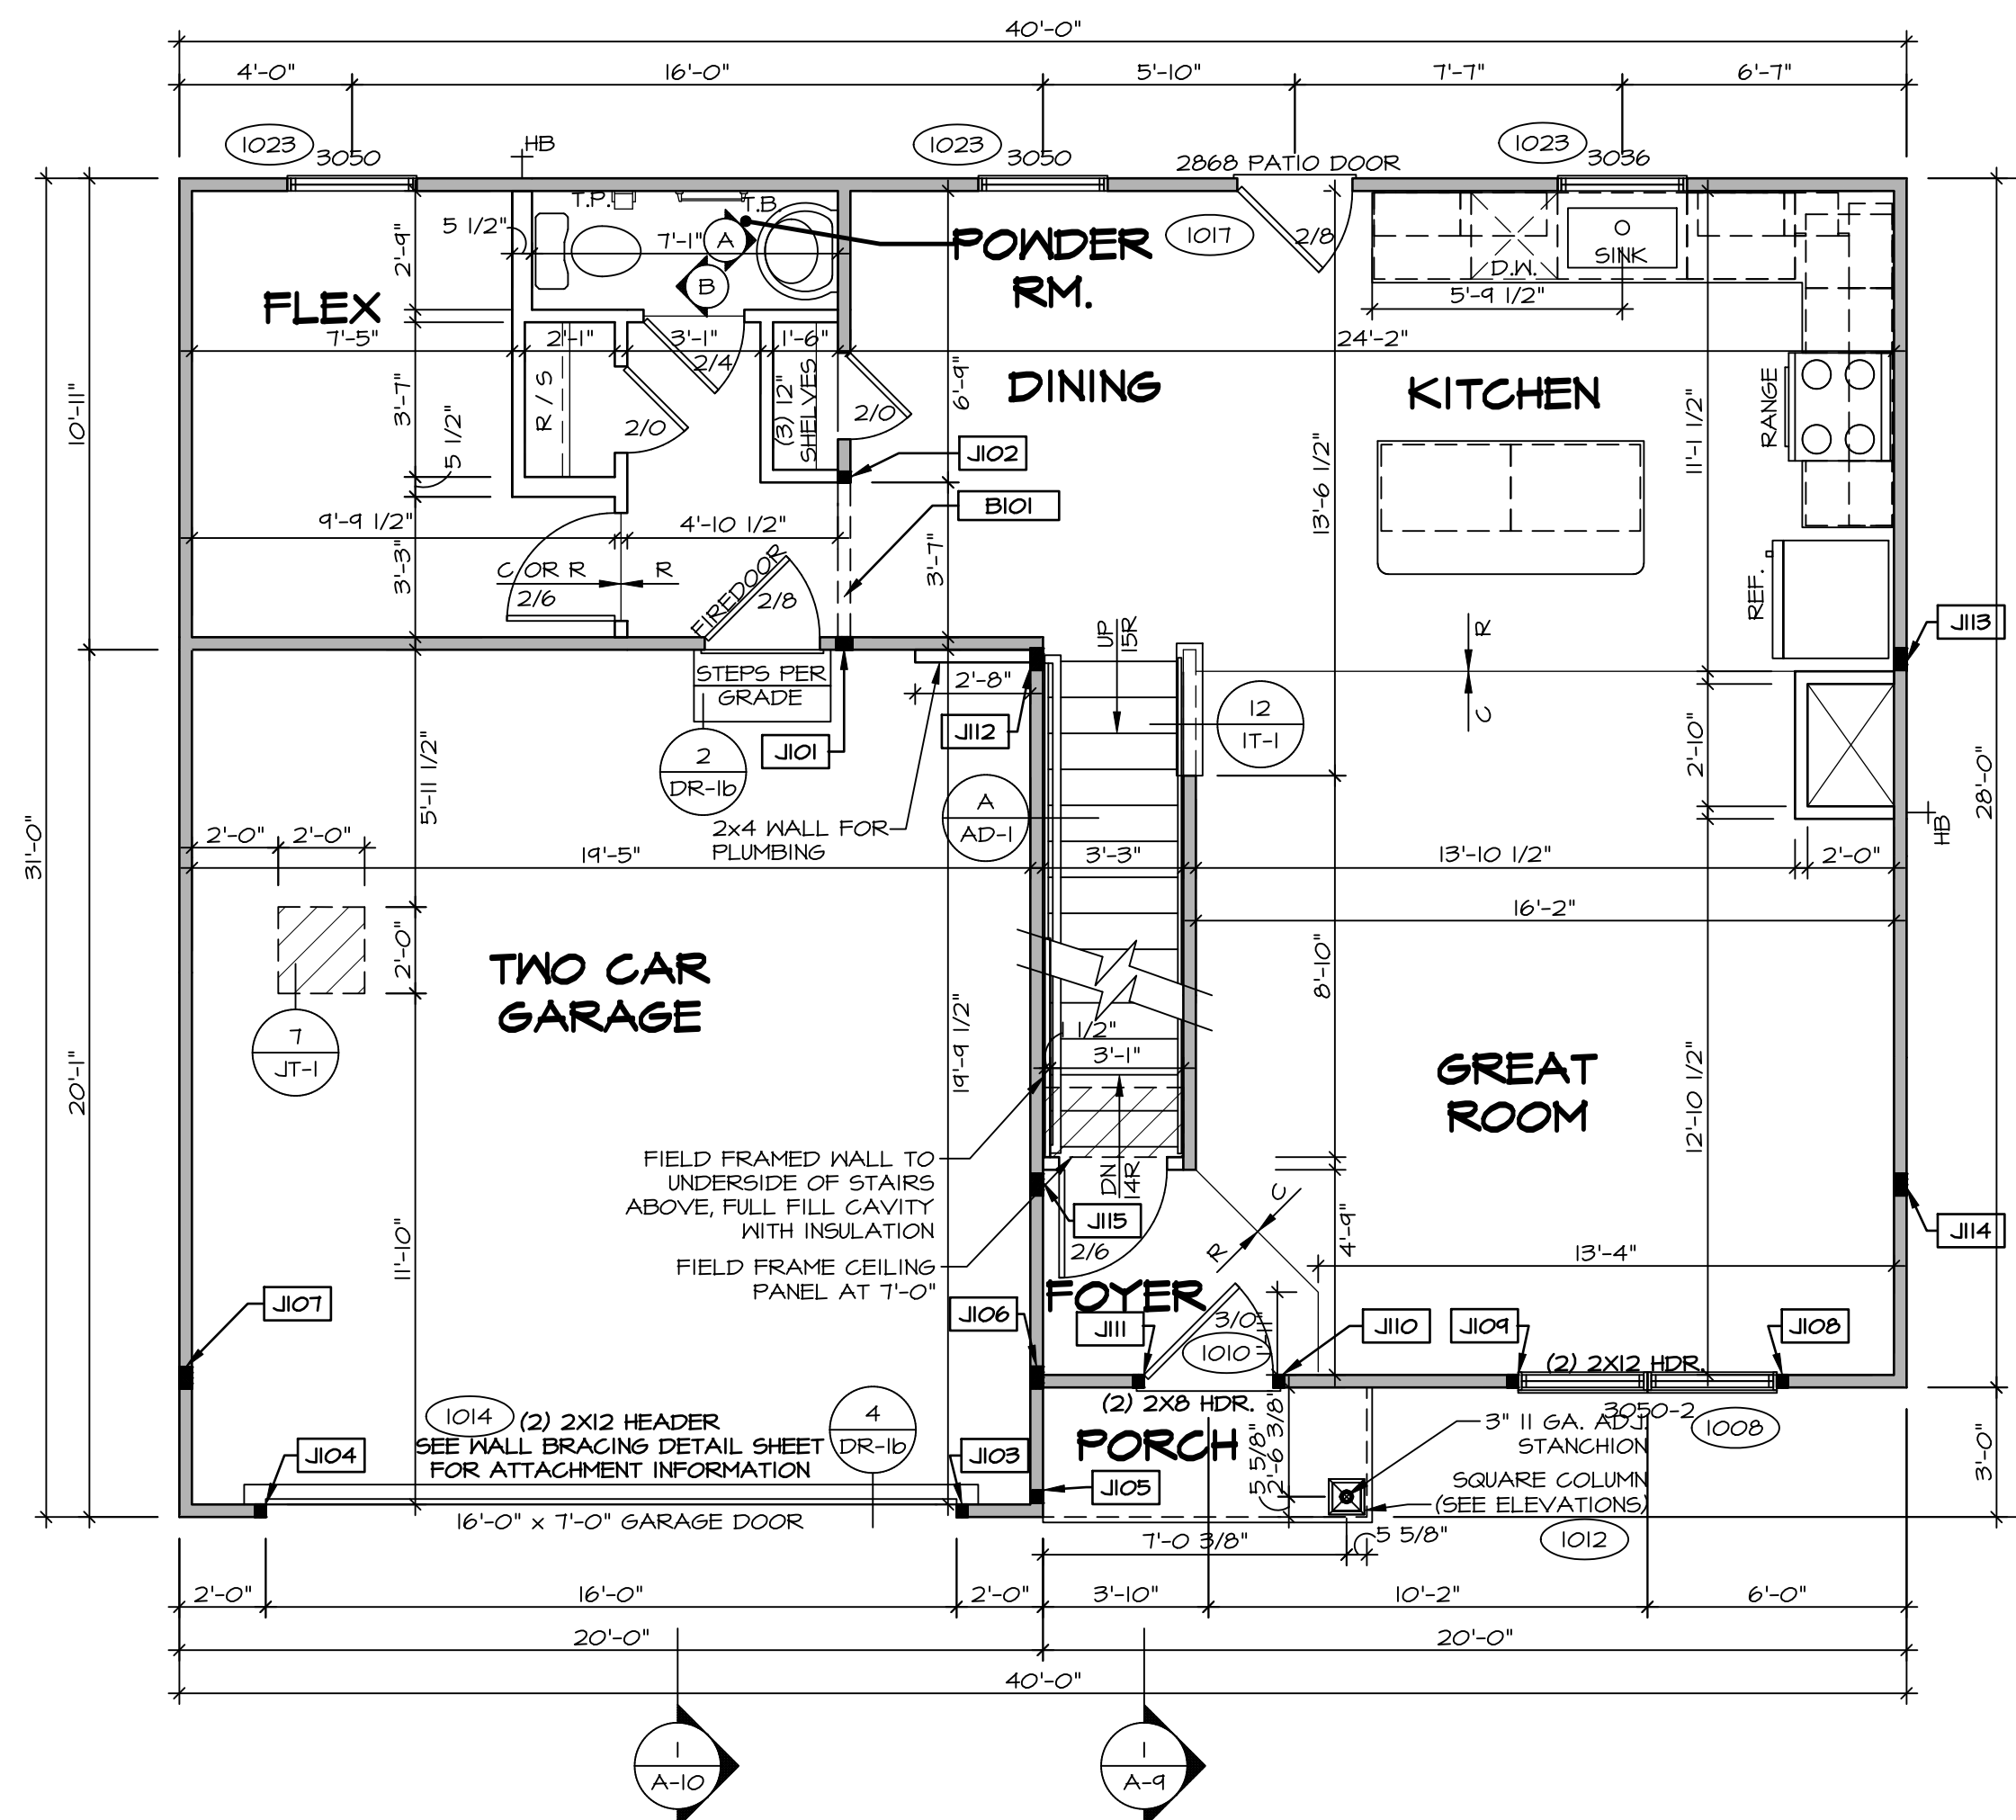 40'-0"
4'-0" 16'-0" 5'-10" 7'-7" 6'-7"
1023 3050 HB 1023 3050 2868 PATIO DOOR 1023 3036
T.P. T.B.
5 1/2" 2'-9" 7'-1" A 1017 2/8 SINK
POWDER
RM.
B D.W.
5'-9 1/2"
FLEX
7'-5" 2'-1" 3'-1" 1'-6" 24'-2"
2/4
DINING KITCHEN
10'-11" 3'-7" 5 1/2" R / S 2/0 (3) 12"
SHELVES 2/0 6'-9" 11'-1 1/2" RANGE
J102
B101
13'-6 1/2"
9'-9 1/2" 4'-10 1/2"
3'-3" C OR R R 3'-7"
2/6 FIREDOOR 2/8 REF.
J113
UP
15R
R
C
STEPS PER
GRADE
2'-8"
J112
J101
2
DR-1b
12
1T-1
2'-10"
28'-0"
5'-11 1/2"
A
AD-1
2x4 WALL FOR
PLUMBING
HB
31'-0"
2'-0" 2'-0" 19'-5" 3'-3" 13'-10 1/2" 2'-0"
16'-2"
2'-0"
8'-10"
TWO CAR
GARAGE
7
JT-1
19'-9 1/2"
1 1/2"
3'-1"
20'-1"
GREAT
ROOM
12'-10 1/2"
FIELD FRAMED WALL TO
UNDERSIDE OF STAIRS
ABOVE, FULL FILL CAVITY
WITH INSULATION
DN
14R
J115
C
R
4'-9"
J114
11'-10"
2/6
13'-4"
FIELD FRAME CEILING
PANEL AT 7'-0"
FOYER
J107 J106 J111 3/0 1'-11" J110 J109 J108
1010
(2) 2X12 HDR.
1014 (2) 2X12 HEADER
SEE WALL BRACING DETAIL SHEET
FOR ATTACHMENT INFORMATION
4
DR-1b
(2) 2X8 HDR.
3050-2
1008
PORCH
3" 11 GA. ADJ.
STANCHION
J104 J103 J105
5 5/8"
2'-6 3/8"
SQUARE COLUMN
(SEE ELEVATIONS)
3'-0"
16'-0" x 7'-0" GARAGE DOOR
1012
7'-0 3/8" 5 5/8"
2'-0" 16'-0" 2'-0" 3'-10" 10'-2" 6'-0"
20'-0" 20'-0"
40'-0"
1
A-10
1
A-9